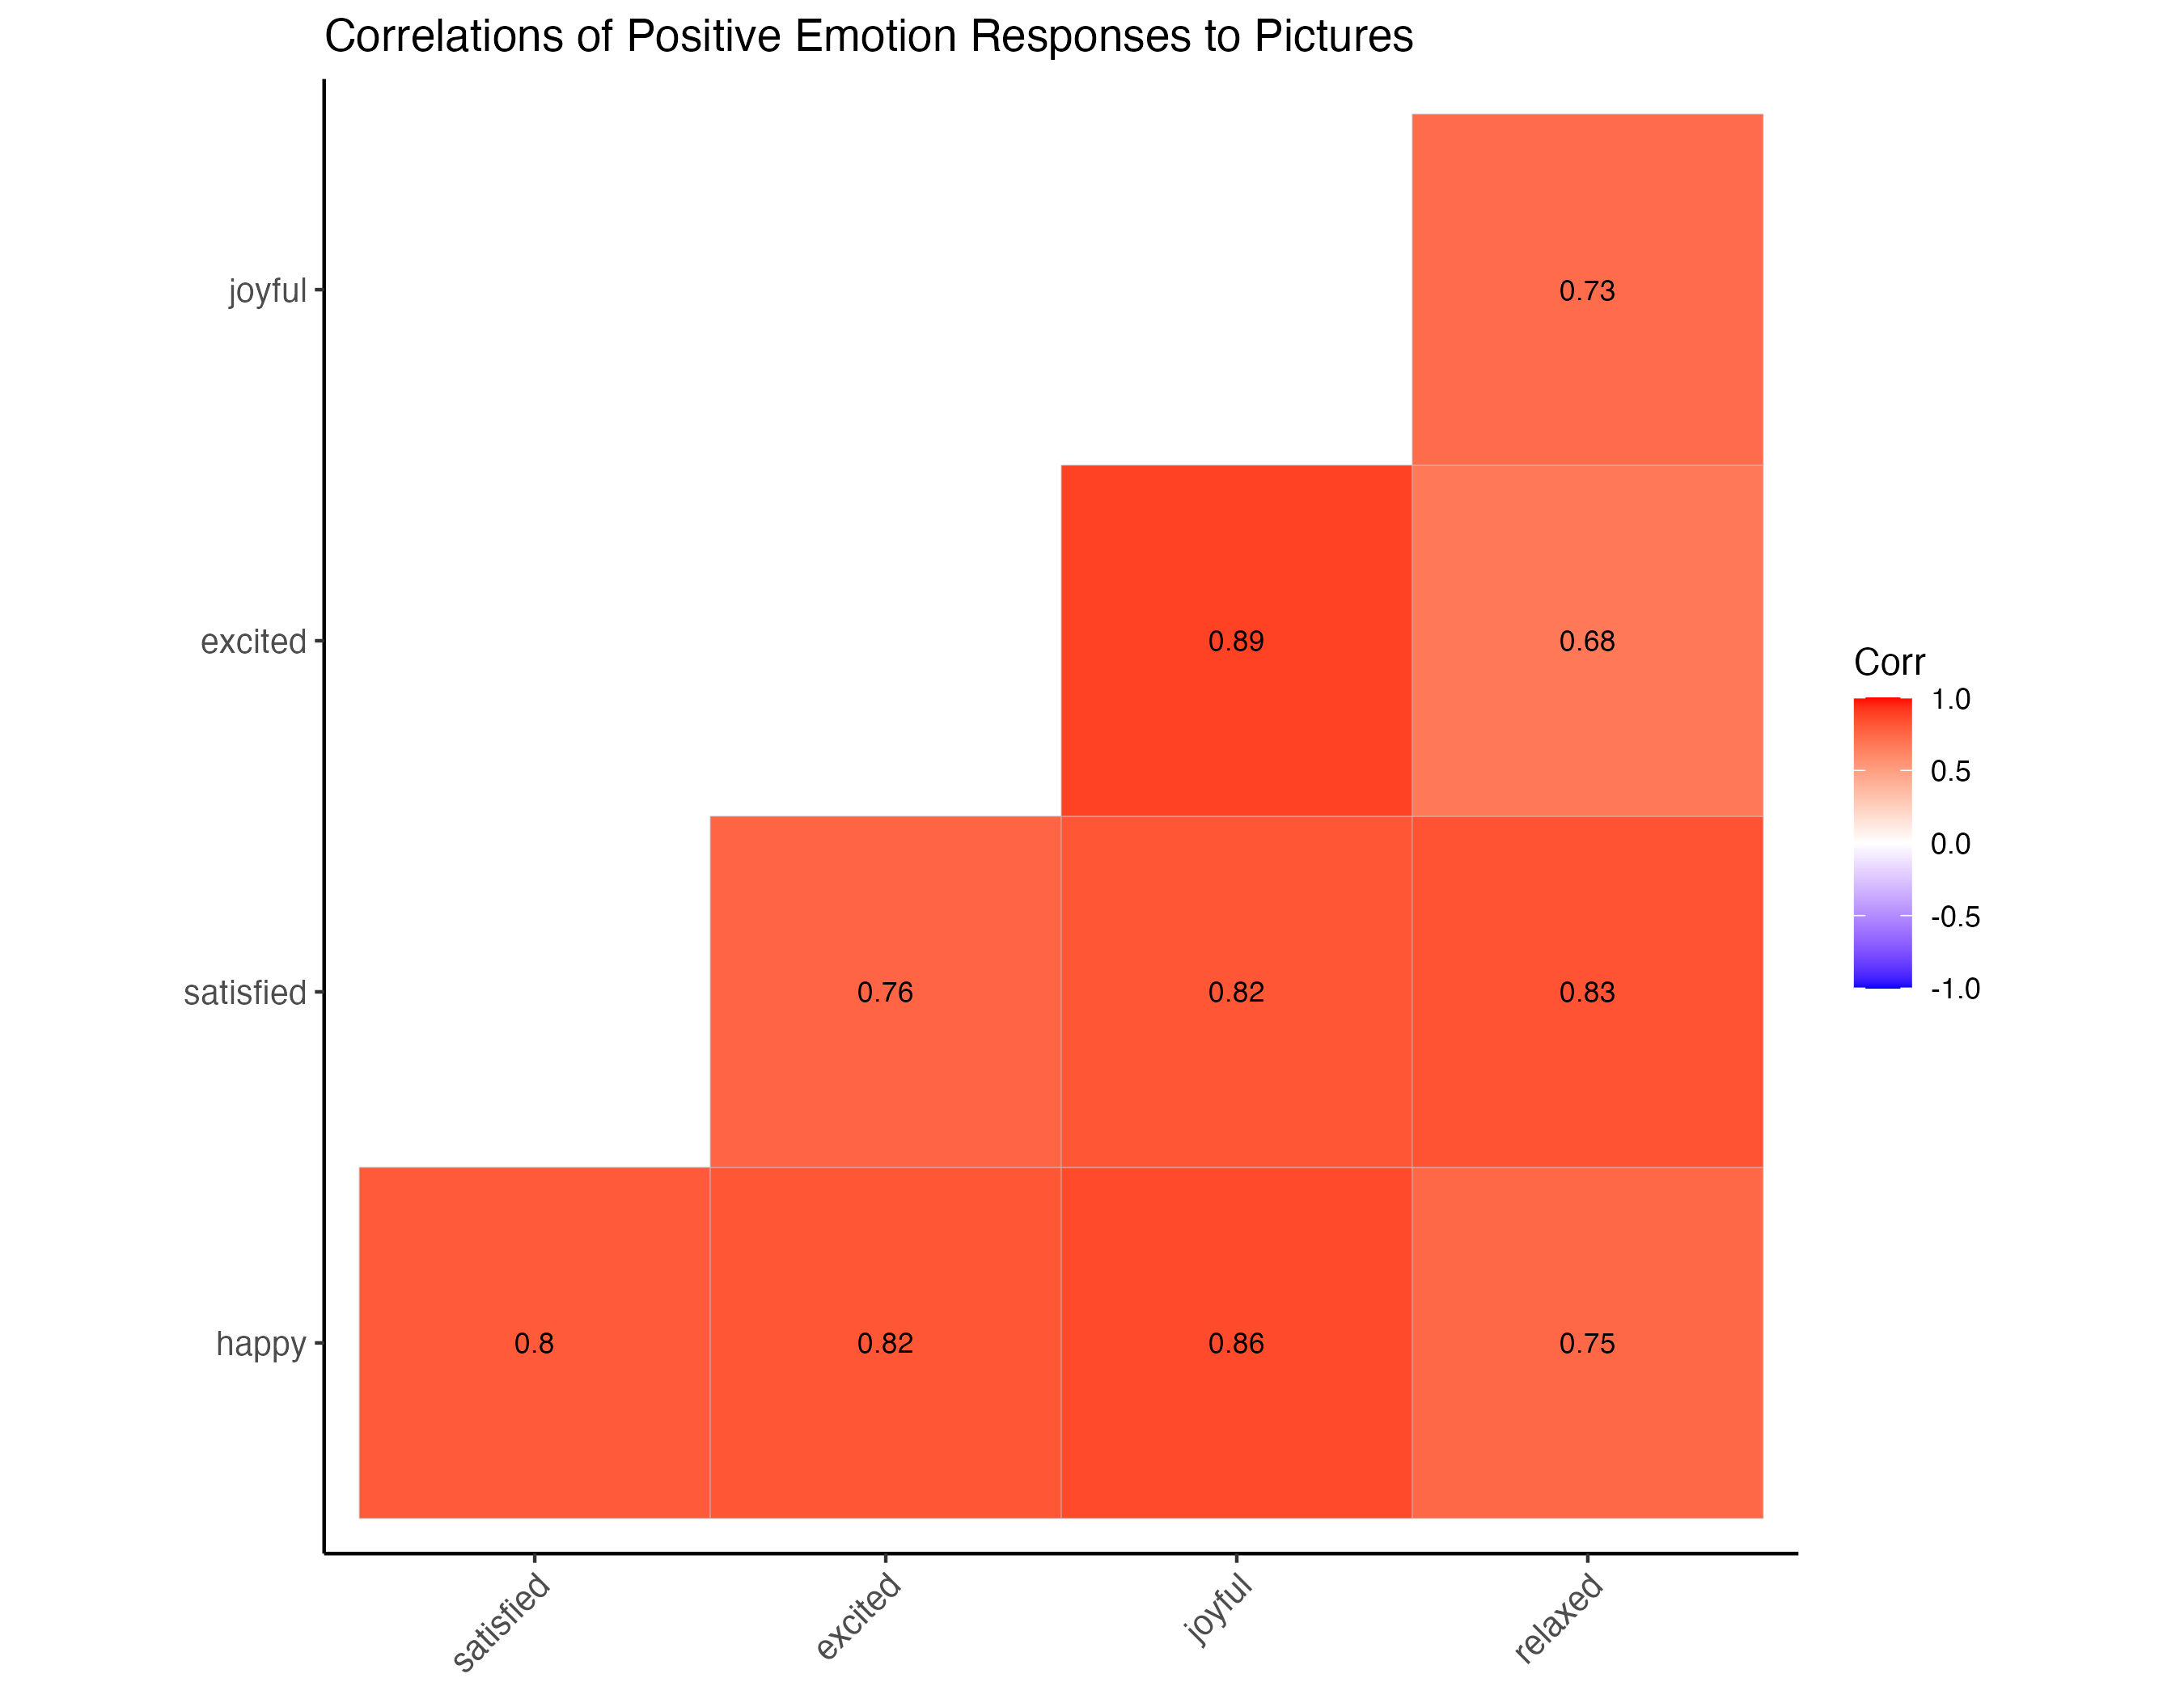 Correlations of Positive Emotion Responses to Pictures
joyful
0.73
excited
0.89 0.68
satisfied
0.76 0.82 0.83
happy
0.8 0.82 0.86 0.75
satisfied excited joyful relaxed
Corr
1.0
0.5
0.0
-0.5
-1.0